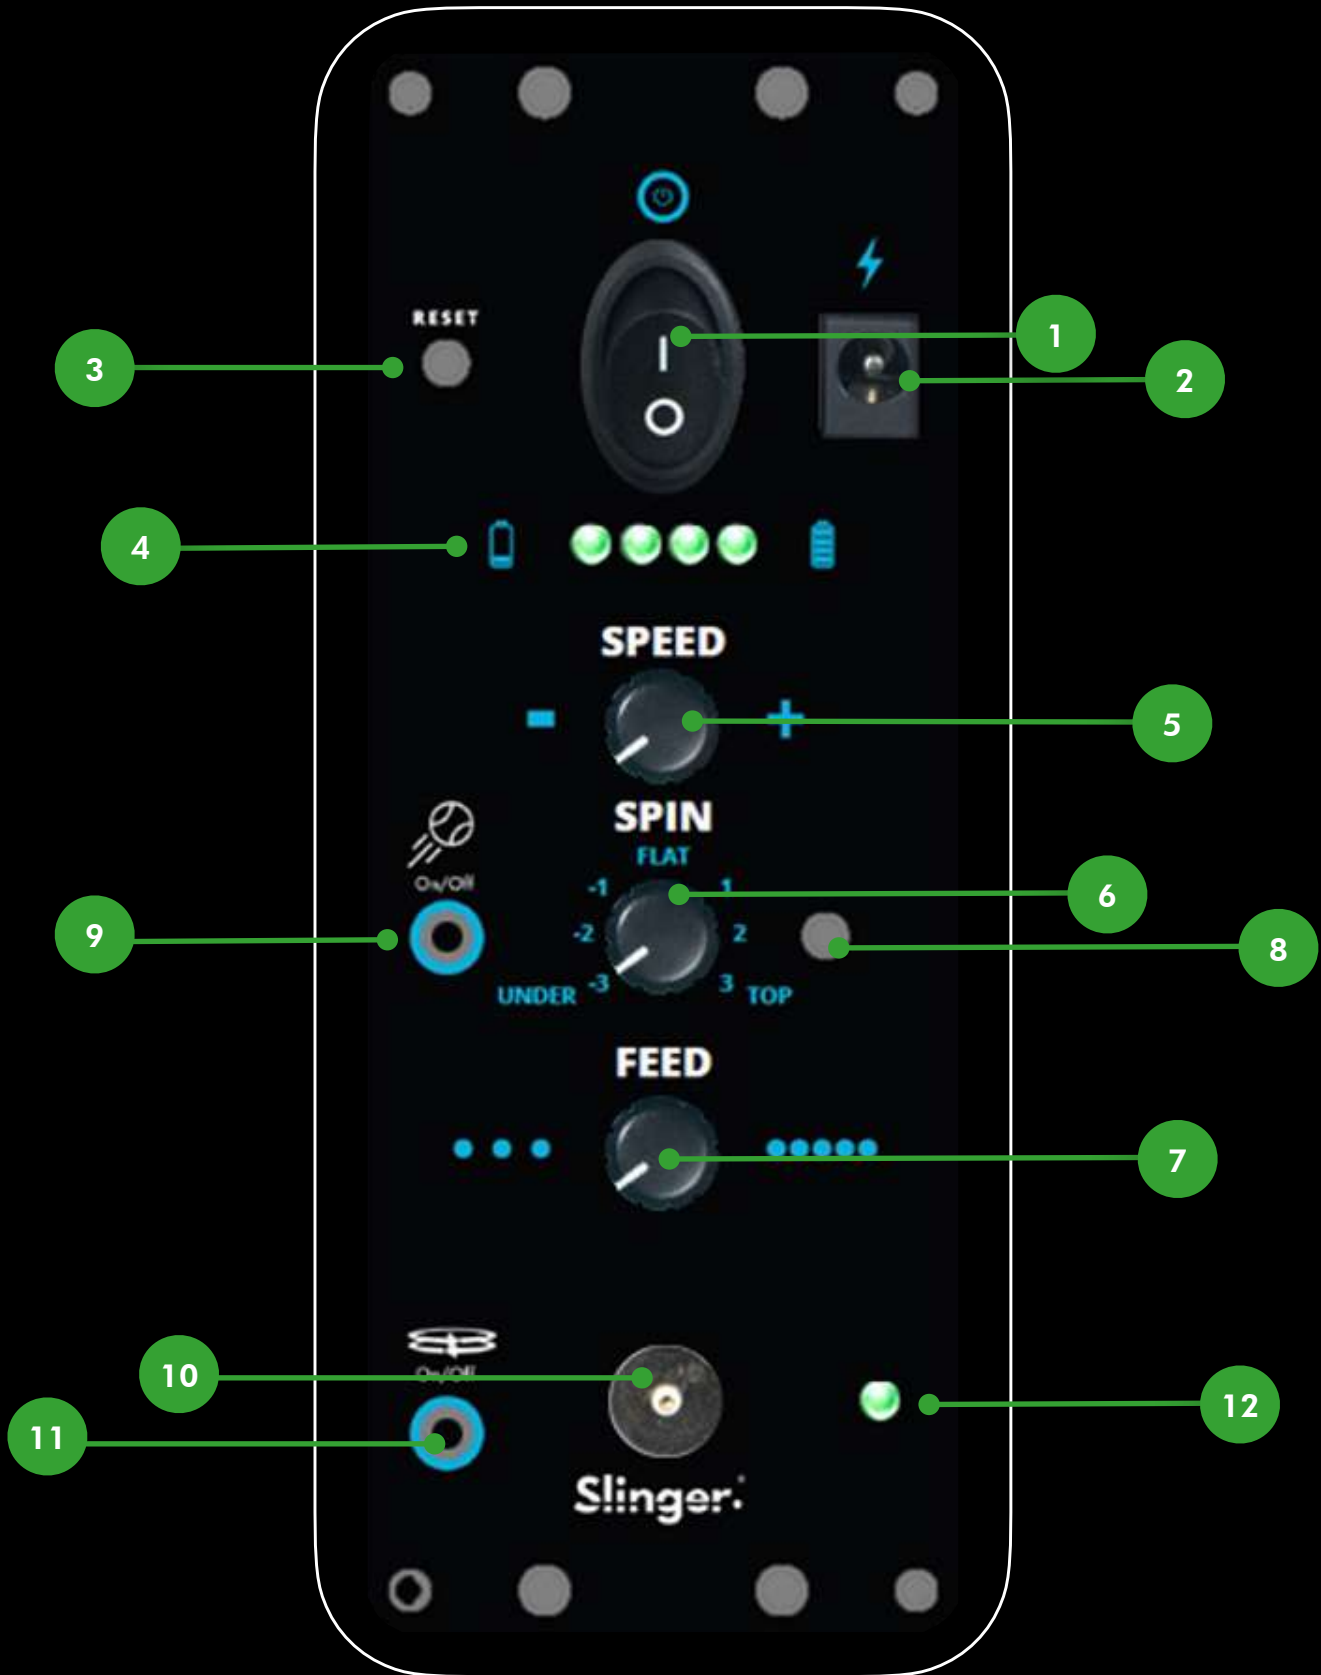 RESET
1
3
2
4
SPEED
5
SPIN
FLAT
On/Off
-1 1
6
9
-2 2
8
UNDER -3 3 TOP
FEED
7
On/Off
10
12
11
Slinger.